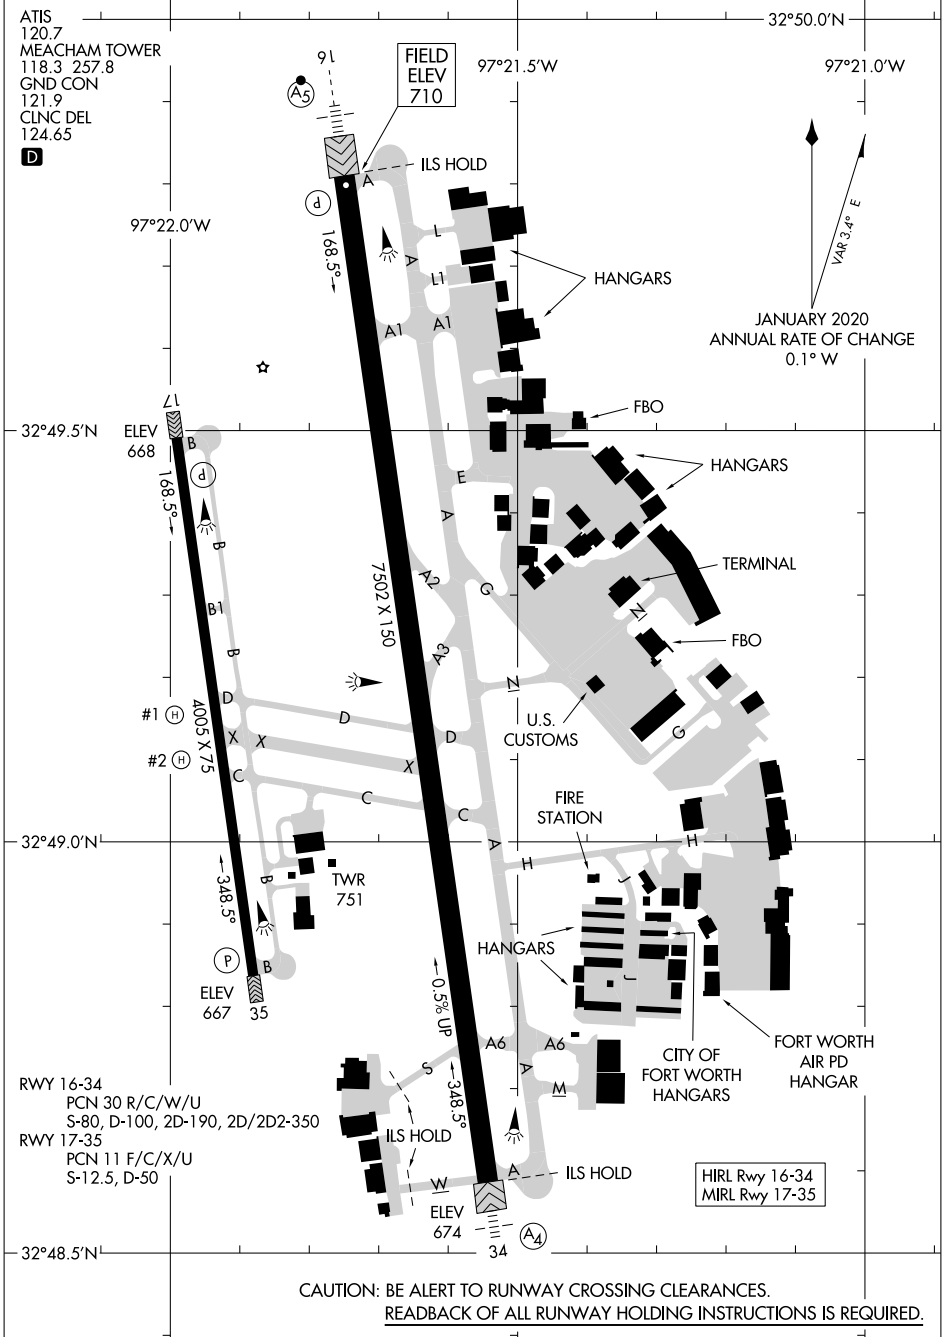 ATIS
120.7
MEACHAM TOWER
118.3 257.8
GND CON
121.9
CLNC DEL
124.65
D
32°50.0'N
97°21.5'W
97°21.0'W
16
A5
FIELD
ELEV
710
ILS HOLD
A
P
97°22.0'W
168.5°
L
A
L1
HANGARS
A1
A1
VAR 3.4° E
JANUARY 2020
ANNUAL RATE OF CHANGE
0.1° W
17
FBO
32°49.5'N
ELEV
668
B
P
168.5°
E
HANGARS
A
B
7502 X 150
A2
G
TERMINAL
B1
N
B
A3
FBO
N
D
#1 H
4005 X 75
D
D
U.S.
CUSTOMS
G
X
X
#2 H
X
C
C
C
FIRE
STATION
32°49.0'N
A
H
H
TWR
751
B
J
348.5°
HANGARS
P
B
J
ELEV
667
35
0.5% UP
A6
A6
CITY OF
FORT WORTH
HANGARS
FORT WORTH
AIR PD
HANGAR
S
A
M
348.5°
RWY 16-34
PCN 30 R/C/W/U
S-80, D-100, 2D-190, 2D/2D2-350
RWY 17-35
PCN 11 F/C/X/U
S-12.5, D-50
ILS HOLD
W
A
ILS HOLD
HIRL Rwy 16-34
MIRL Rwy 17-35
ELEV
674
34
A4
32°48.5'N
CAUTION: BE ALERT TO RUNWAY CROSSING CLEARANCES.
READBACK OF ALL RUNWAY HOLDING INSTRUCTIONS IS REQUIRED.